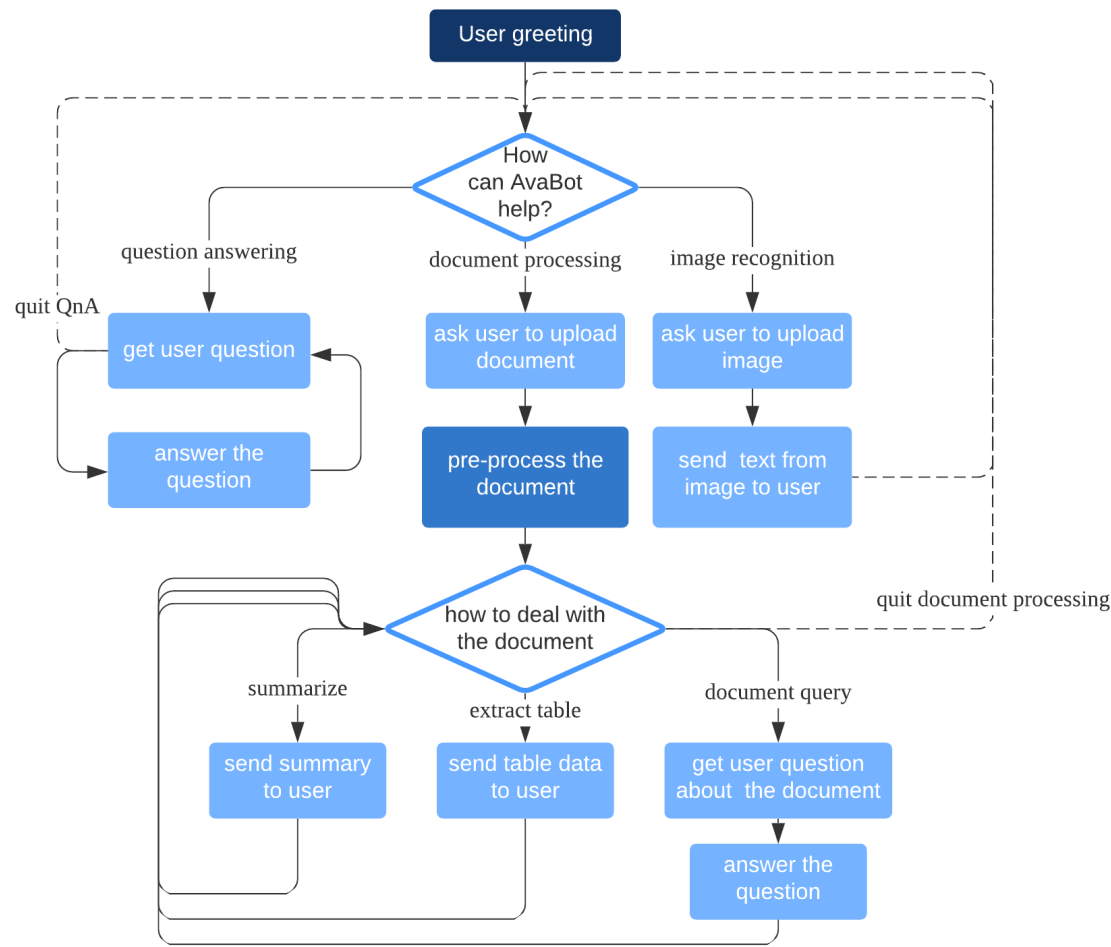 User greeting
How
can AvaBot
help?
question answering
document processing
image recognition
quit QnA
get user question
ask user to upload
document
ask user to upload
image
answer the
question
pre-process the
document
send text from
image to user
quit document processing
how to deal with
the document
summarize
extract table
document query
send summary
to user
send table data
to user
get user question
about the document
answer the
question